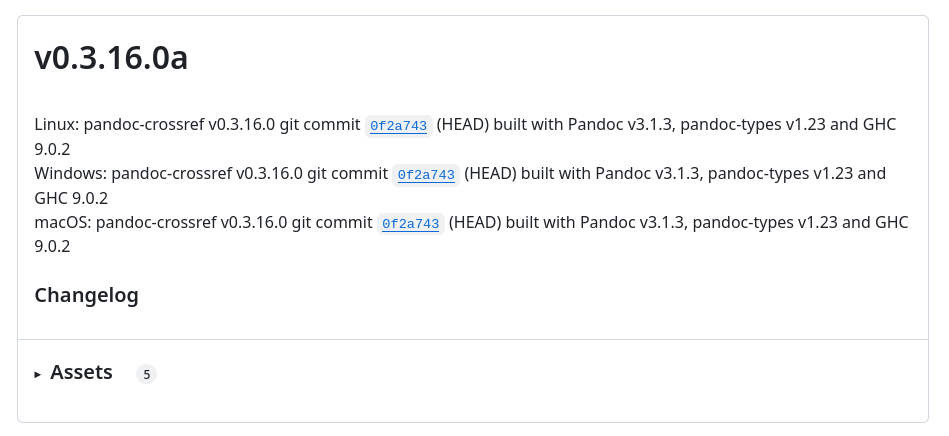 v0.3.16.0a
Linux: pandoc-crossref v0.3.16.0 git commit 0f2a743 (HEAD) built with Pandoc v3.1.3, pandoc-types v1.23 and GHC
9.0.2
Windows: pandoc-crossref v0.3.16.0 git commit 0f2a743 (HEAD) built with Pandoc v3.1.3, pandoc-types v1.23 and
GHC 9.0.2
macOS: pandoc-crossref v0.3.16.0 git commit 0f2a743 (HEAD) built with Pandoc v3.1.3, pandoc-types v1.23 and GHC
9.0.2
Changelog
▸ Assets 5